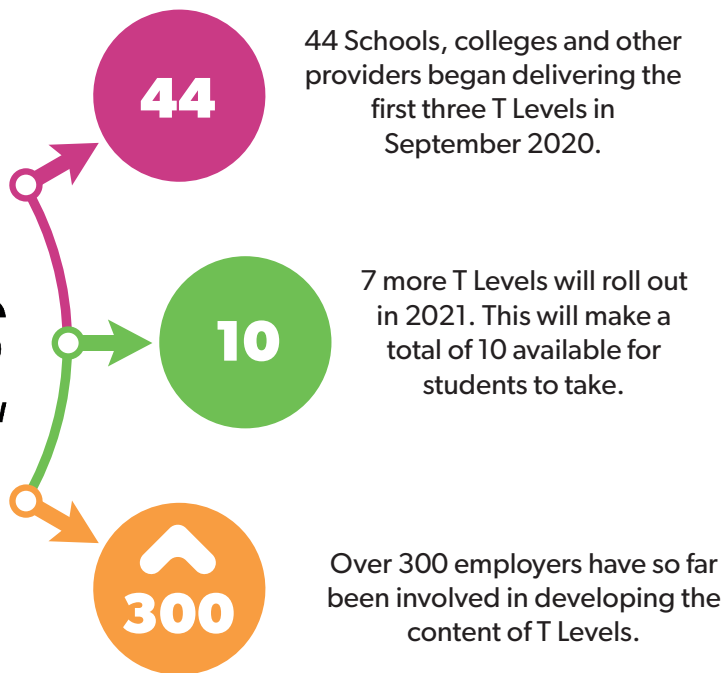 44
44 Schools, colleges and other
providers began delivering the
first three T Levels in
September 2020.
10
7 more T Levels will roll out
in 2021. This will make a
total of 10 available for
students to take.
300
Over 300 employers have so far
been involved in developing the
content of T Levels.